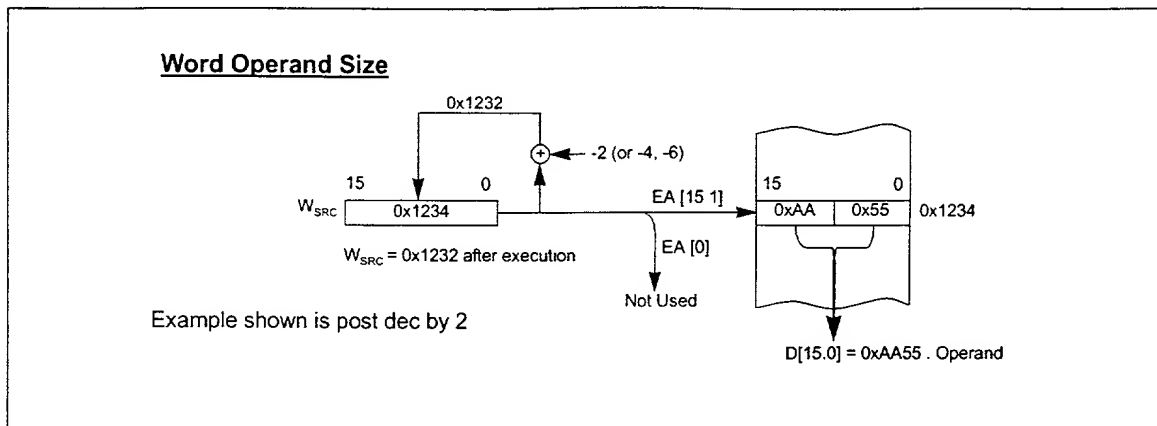 Word Operand Size
0x1232
-2 (or -4, -6)
15 0
W_SRC 0x1234
EA [15 1]
15 0
0xAA 0x55 0x1234
EA [0]
W_SRC = 0x1232 after execution
Not Used
Example shown is post dec by 2
D[15.0] = 0xAA55 . Operand